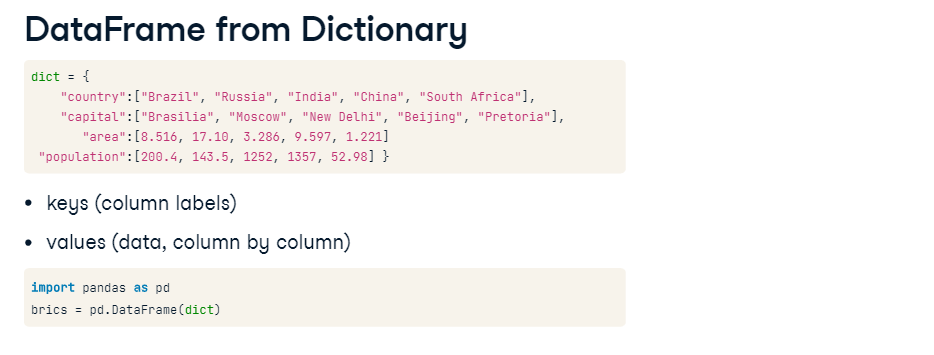 DataFrame from Dictionary
dict = {
    "country":["Brazil", "Russia", "India", "China", "South Africa"],
    "capital":["Brasilia", "Moscow", "New Delhi", "Beijing", "Pretoria"],
       "area":[8.516, 17.10, 3.286, 9.597, 1.221]
 "population":[200.4, 143.5, 1252, 1357, 52.98] }
• keys (column labels)
• values (data, column by column)
import pandas as pd
brics = pd.DataFrame(dict)